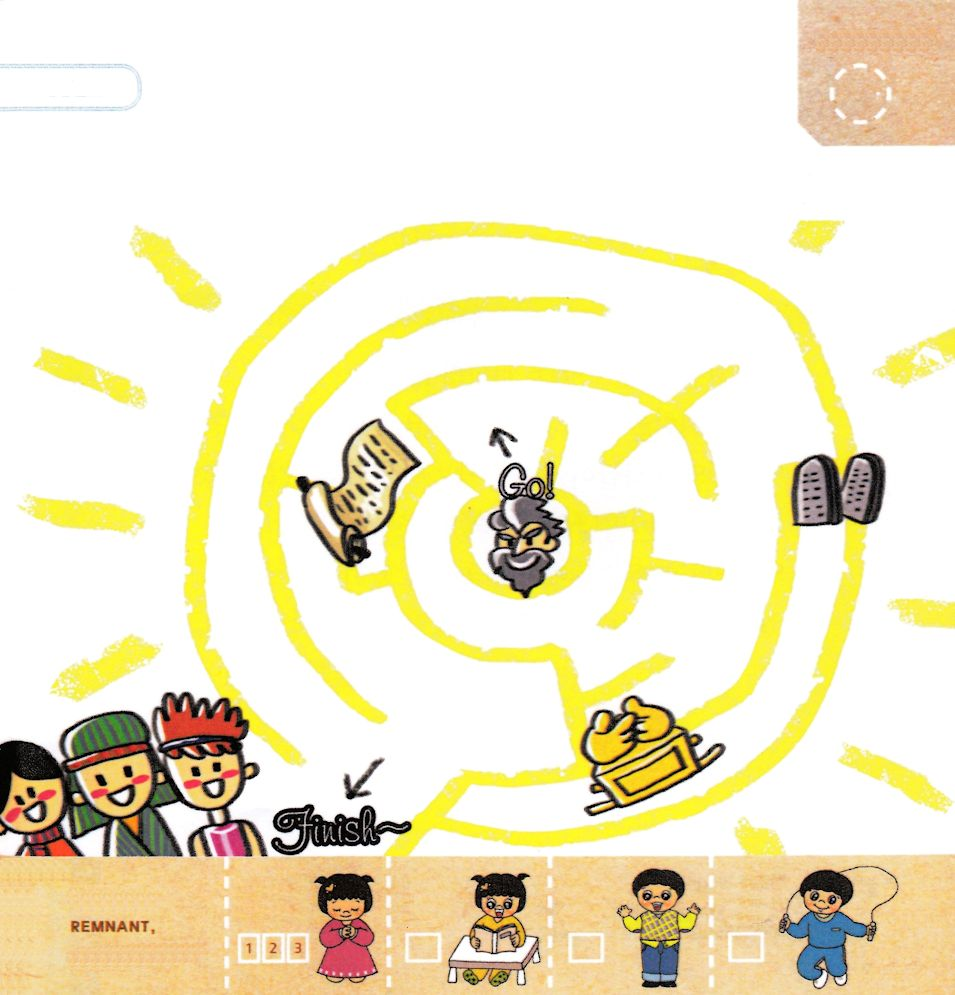 Go!
Finish~
REMNANT,
1 2 3